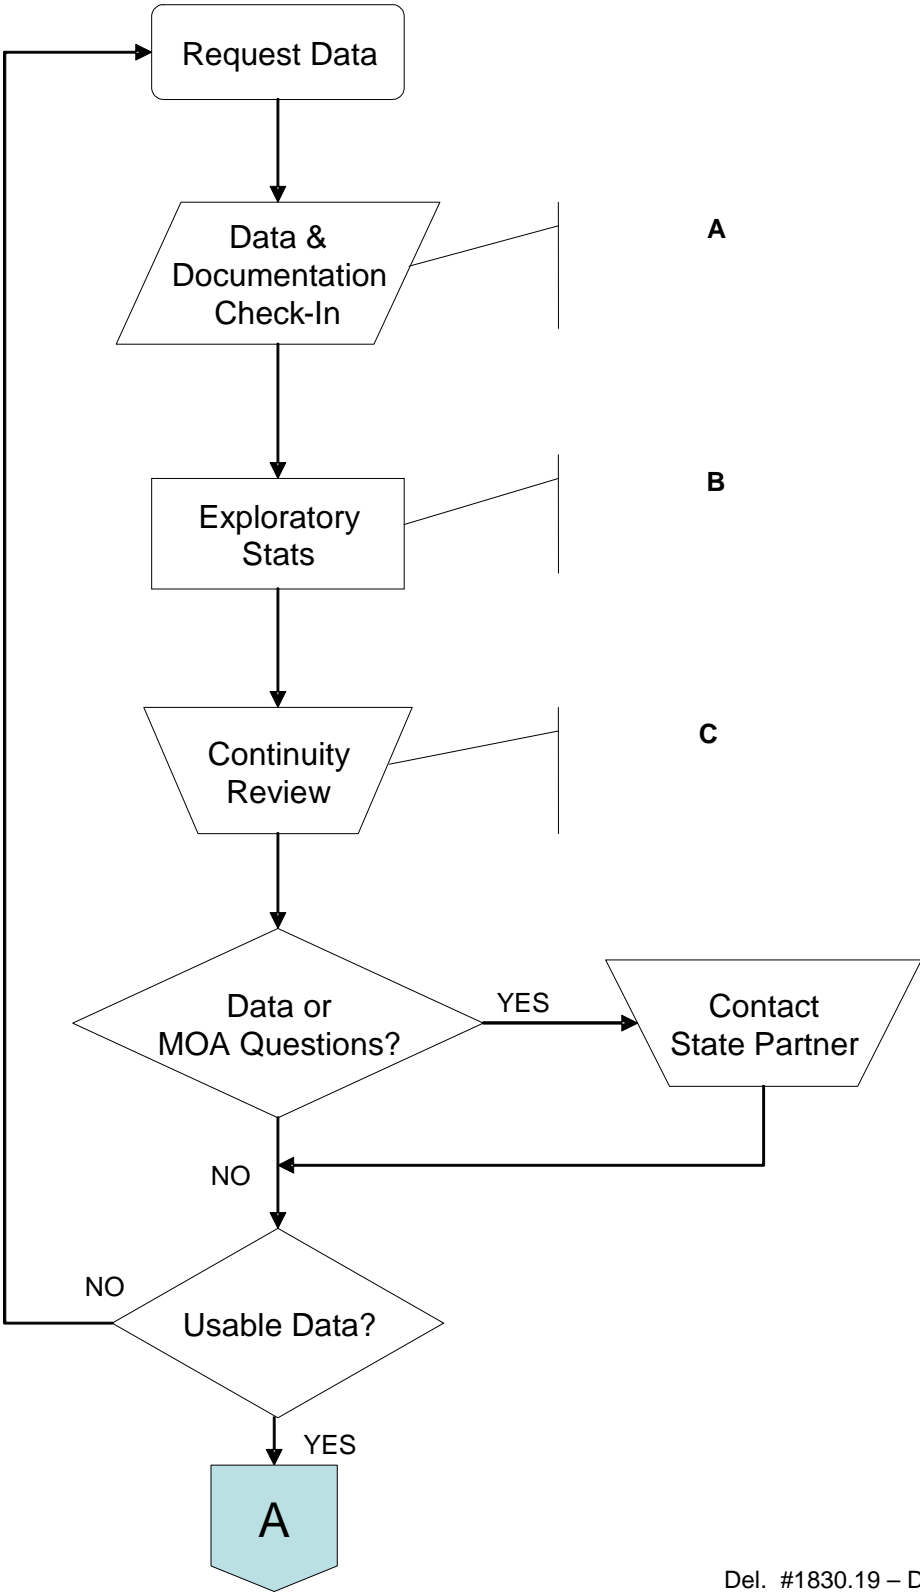 Request Data
Data &
Documentation
Check-In
A
Exploratory
Stats
B
Continuity
Review
C
Data or
MOA Questions?
YES
Contact
State Partner
NO
NO
Usable Data?
YES
A
Del. #1830.19 – D